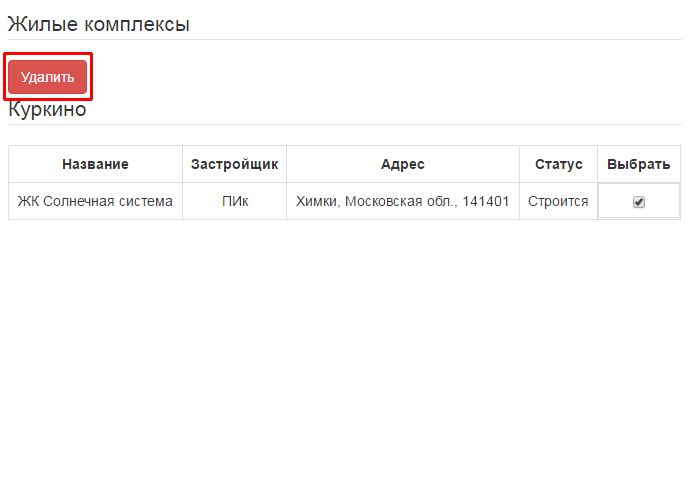 Жилые комплексы
Удалить
Куркино
Название Застройщик Адрес Статус Выбрать
ЖК Солнечная система ПИк Химки, Московская обл., 141401 Строится